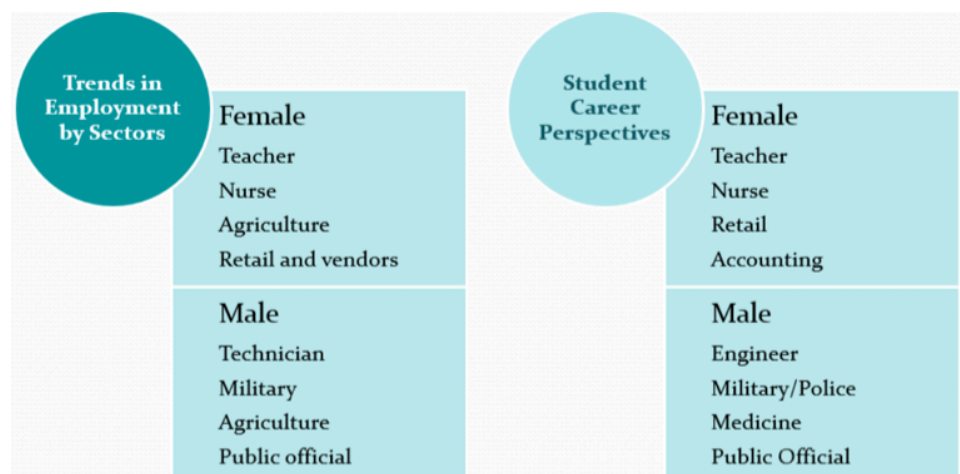 Trends in
Employment
by Sectors
Female
Teacher
Nurse
Agriculture
Retail and vendors
Male
Technician
Military
Agriculture
Public official
Student
Career
Perspectives
Female
Teacher
Nurse
Retail
Accounting
Male
Engineer
Military/Police
Medicine
Public Official